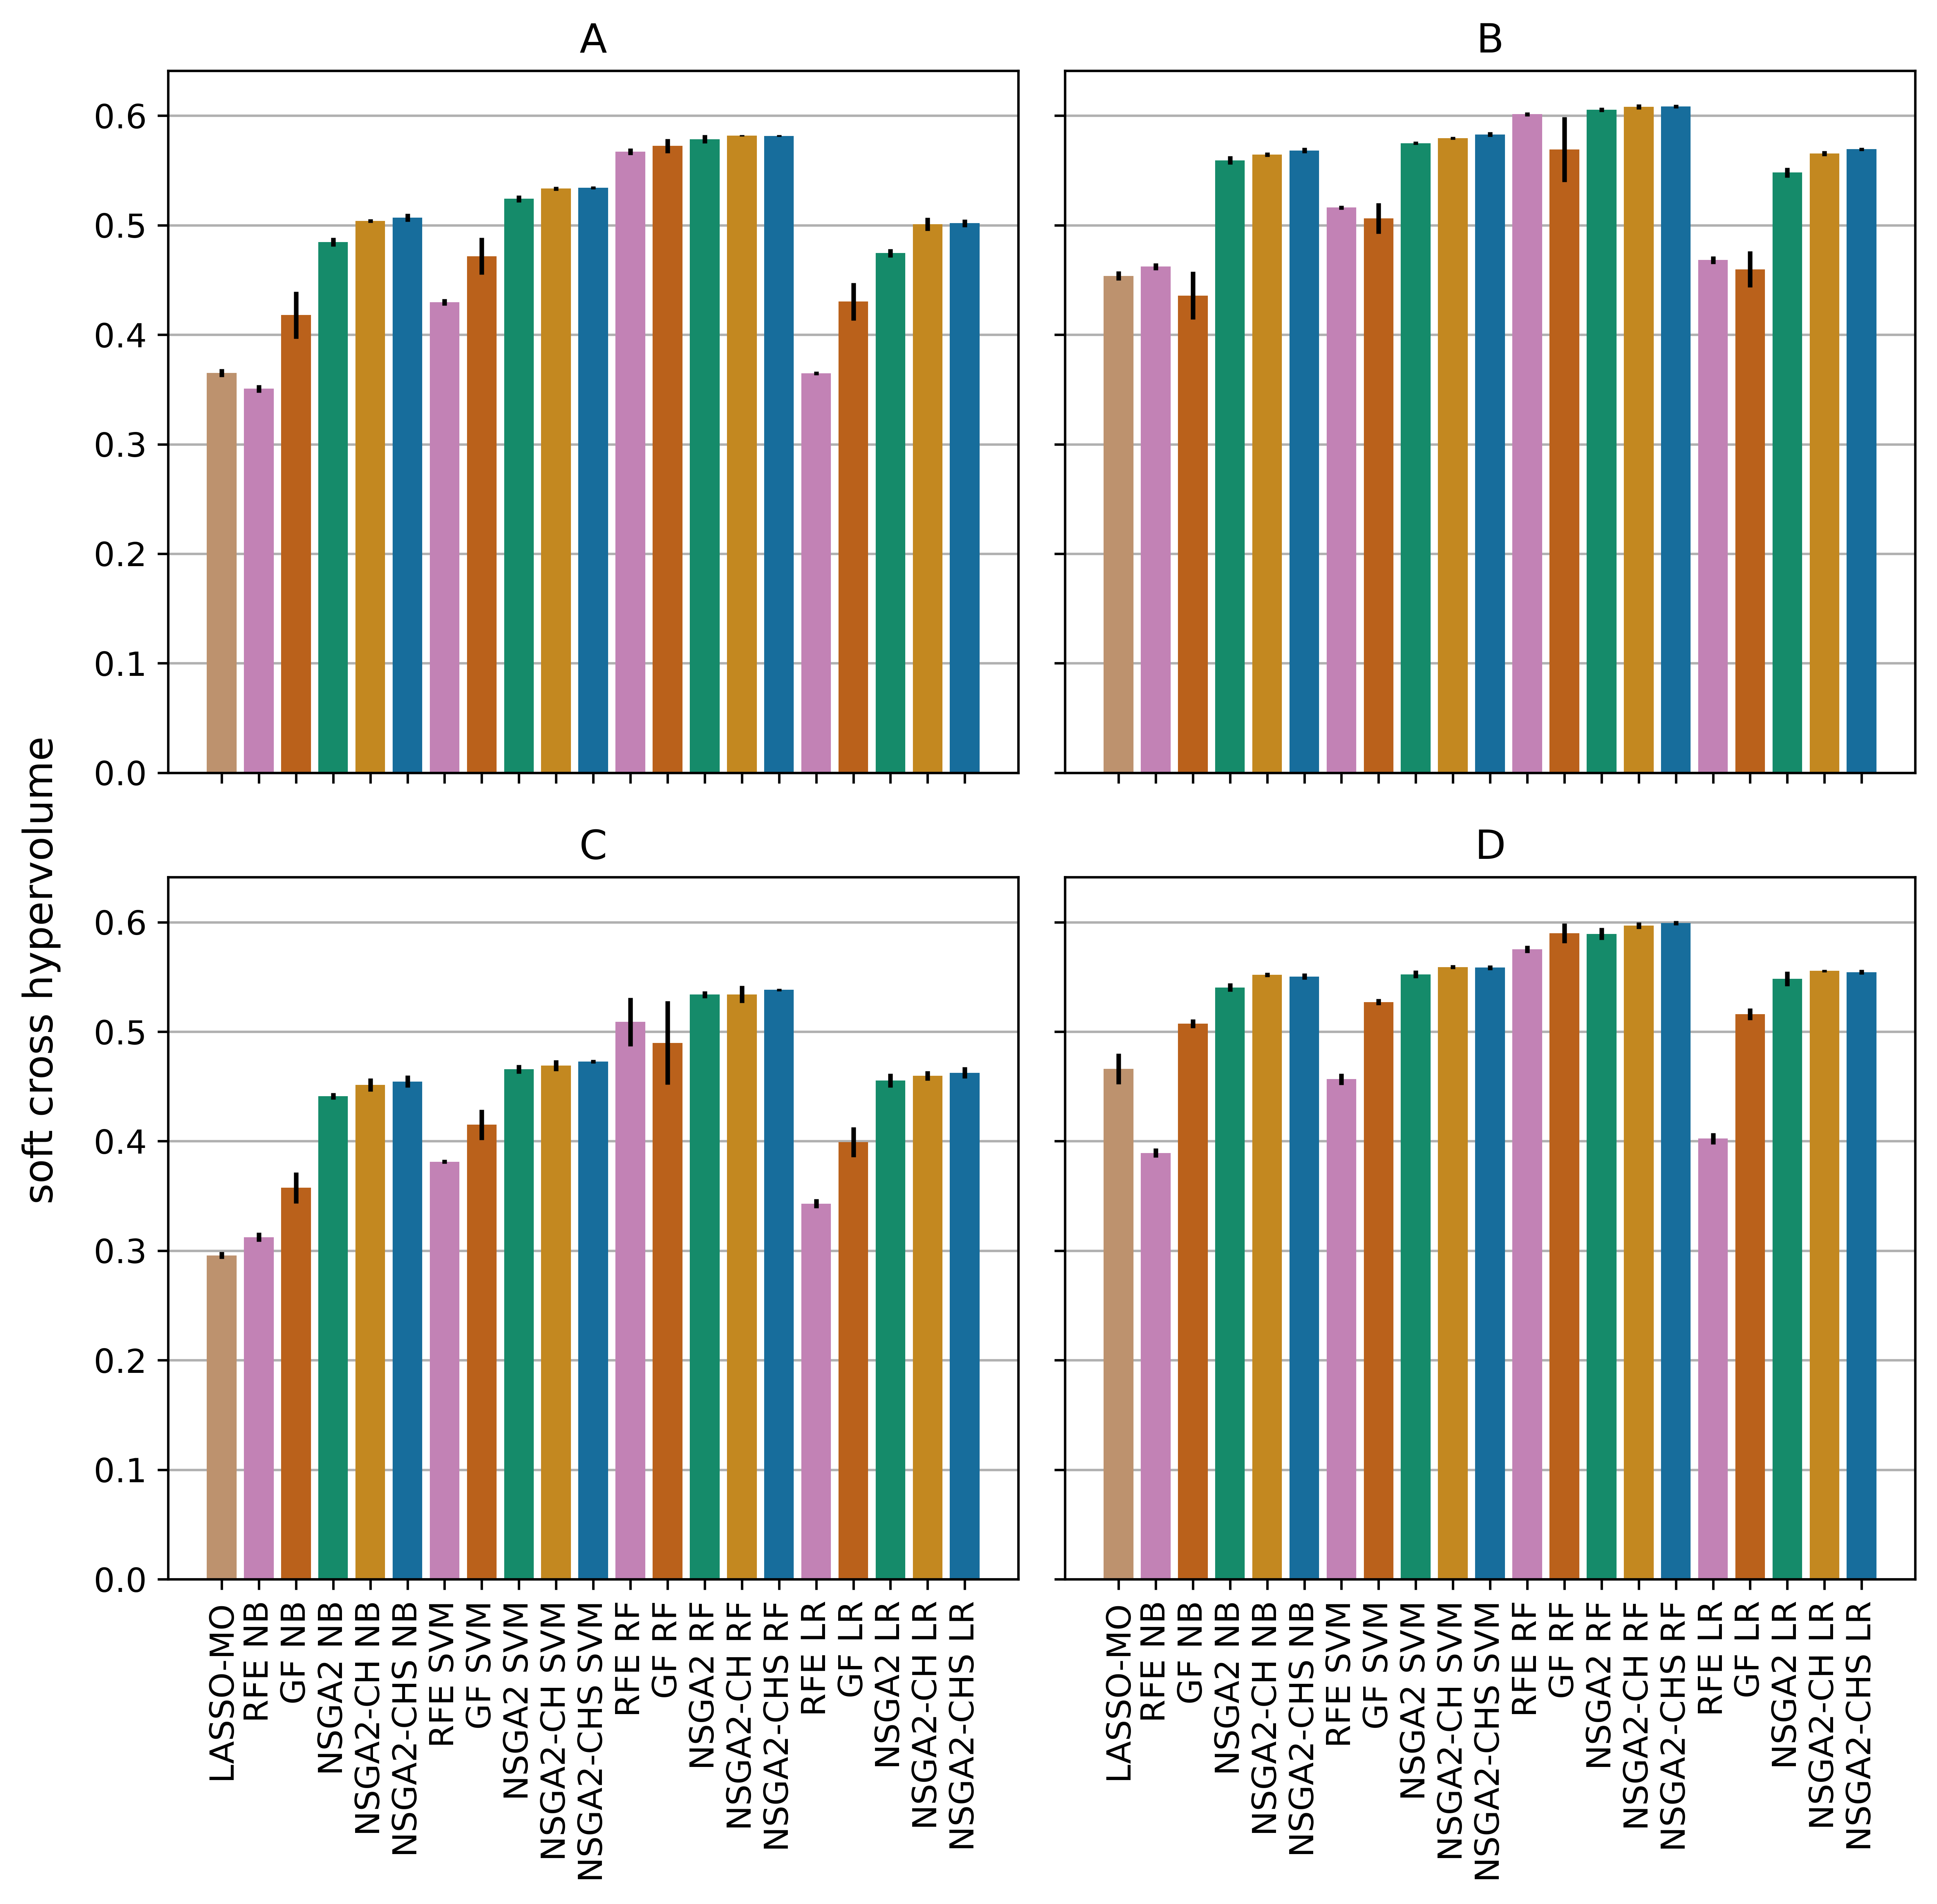 A
B
0.6
0.5
0.4
0.3
0.2
0.1
0.0
soft cross hypervolume
C
D
0.6
0.5
0.4
0.3
0.2
0.1
0.0
LASSO-MO
RFE NB
GF NB
NSGA2 NB
NSGA2-CH NB
NSGA2-CHS NB
RFE SVM
GF SVM
NSGA2 SVM
NSGA2-CH SVM
NSGA2-CHS SVM
RFE RF
GF RF
NSGA2 RF
NSGA2-CH RF
NSGA2-CHS RF
RFE LR
GF LR
NSGA2 LR
NSGA2-CH LR
NSGA2-CHS LR
LASSO-MO
RFE NB
GF NB
NSGA2 NB
NSGA2-CH NB
NSGA2-CHS NB
RFE SVM
GF SVM
NSGA2 SVM
NSGA2-CH SVM
NSGA2-CHS SVM
RFE RF
GF RF
NSGA2 RF
NSGA2-CH RF
NSGA2-CHS RF
RFE LR
GF LR
NSGA2 LR
NSGA2-CH LR
NSGA2-CHS LR